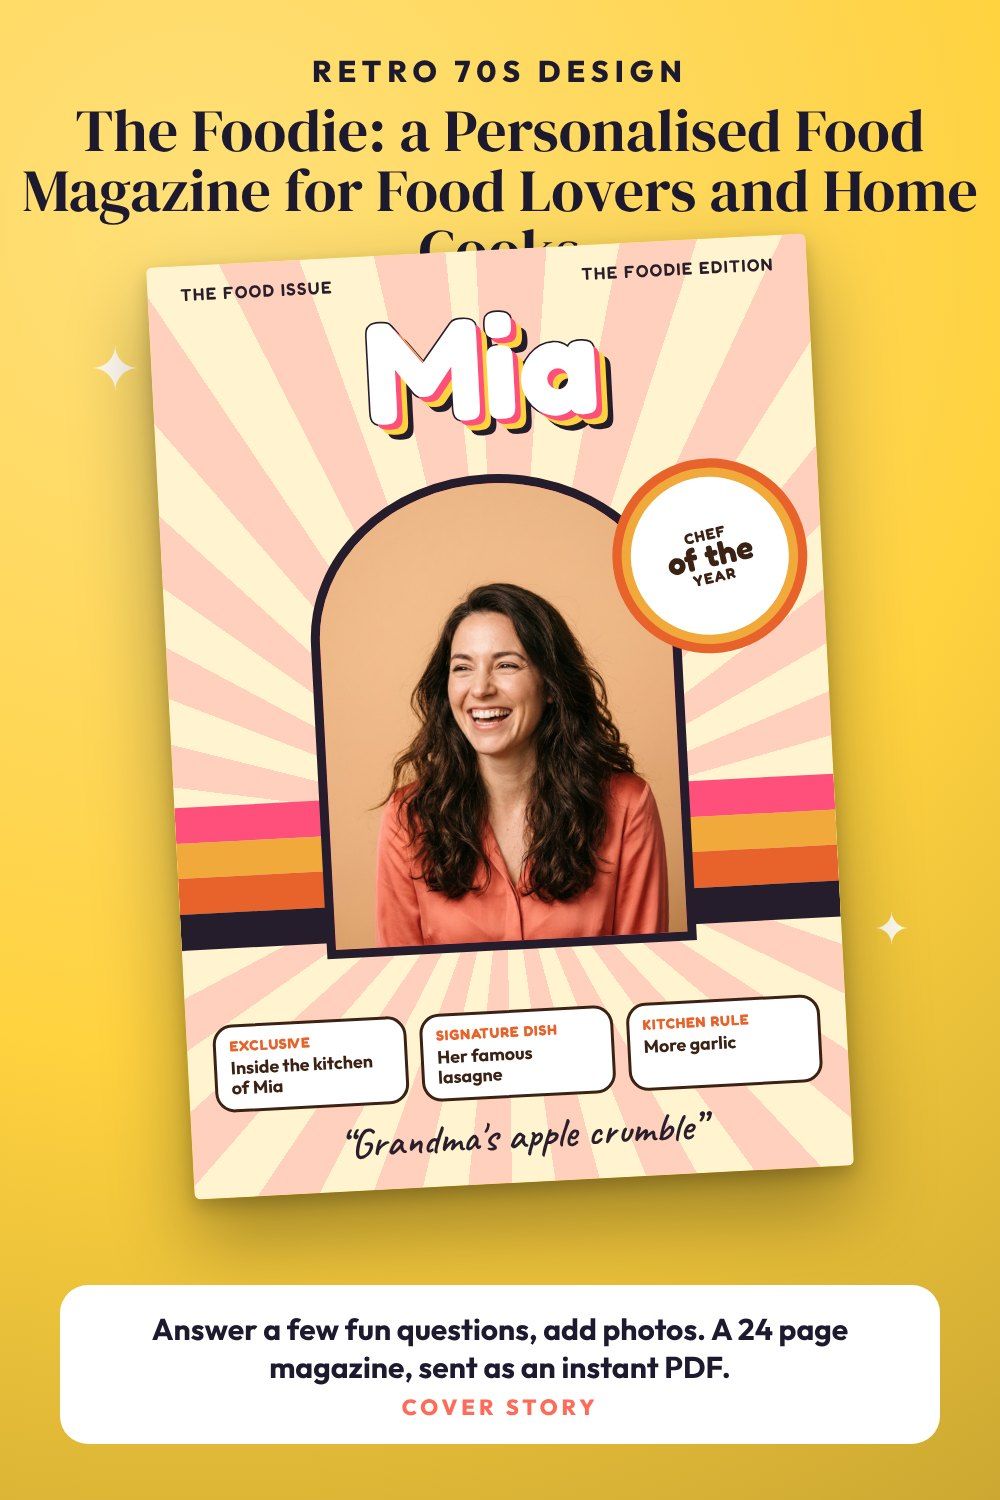 RETRO 70S DESIGN
The Foodie: a Personalised Food
Magazine for Food Lovers and Home
Cooks
THE FOOD ISSUE
THE FOODIE EDITION
Mia
CHEF
of the
YEAR
EXCLUSIVE
Inside the kitchen
of Mia
SIGNATURE DISH
Her famous
lasagne
KITCHEN RULE
More garlic
“Grandma's apple crumble”
Answer a few fun questions, add photos. A 24 page
magazine, sent as an instant PDF.
COVER STORY